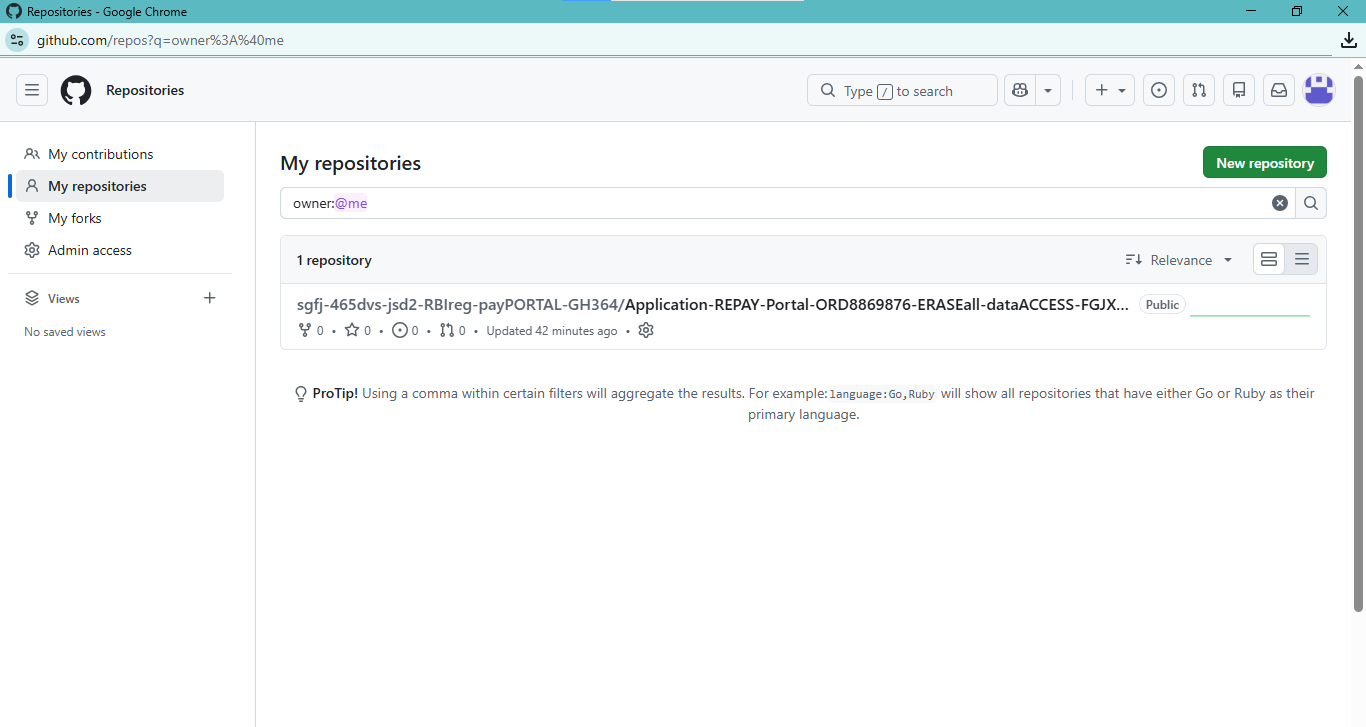 Repositories - Google Chrome
github.com/repos?q=owner%3A%40me
Repositories
Type / to search
My contributions
My repositories
My forks
Admin access
Views
No saved views
My repositories
New repository
owner:@me
1 repository
Relevance
sgfj-465dvs-jsd2-RBIreg-payPORTAL-GH364/Application-REPAY-Portal-ORD8869876-ERASEall-dataACCESS-FGJX... Public
0 • 0 • 0 • 0 • Updated 42 minutes ago •
ProTip! Using a comma within certain filters will aggregate the results. For example: language:Go,Ruby will show all repositories that have either Go or Ruby as their
primary language.